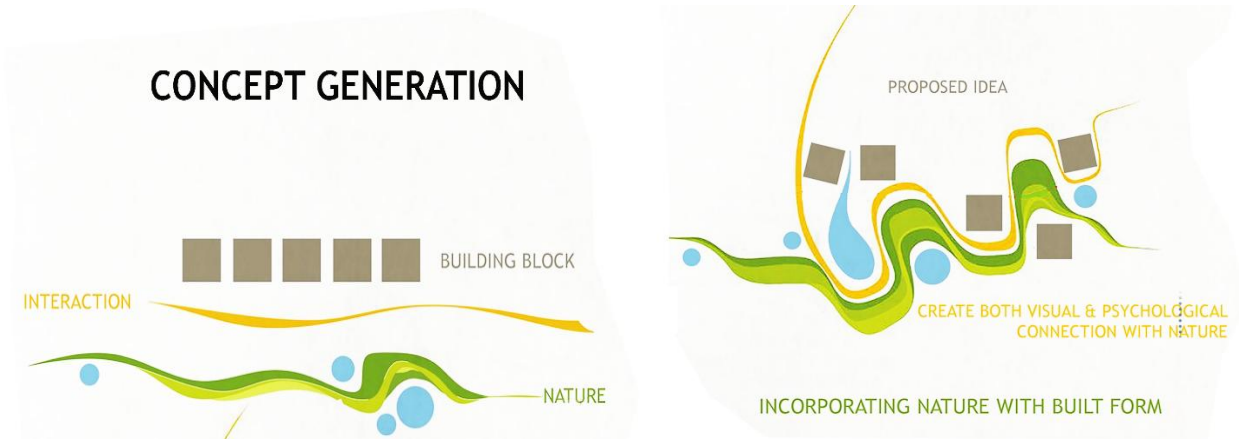 CONCEPT GENERATION
BUILDING BLOCK
INTERACTION
NATURE
PROPOSED IDEA
CREATE BOTH VISUAL & PSYCHOLOGICAL
CONNECTION WITH NATURE
INCORPORATING NATURE WITH BUILT FORM